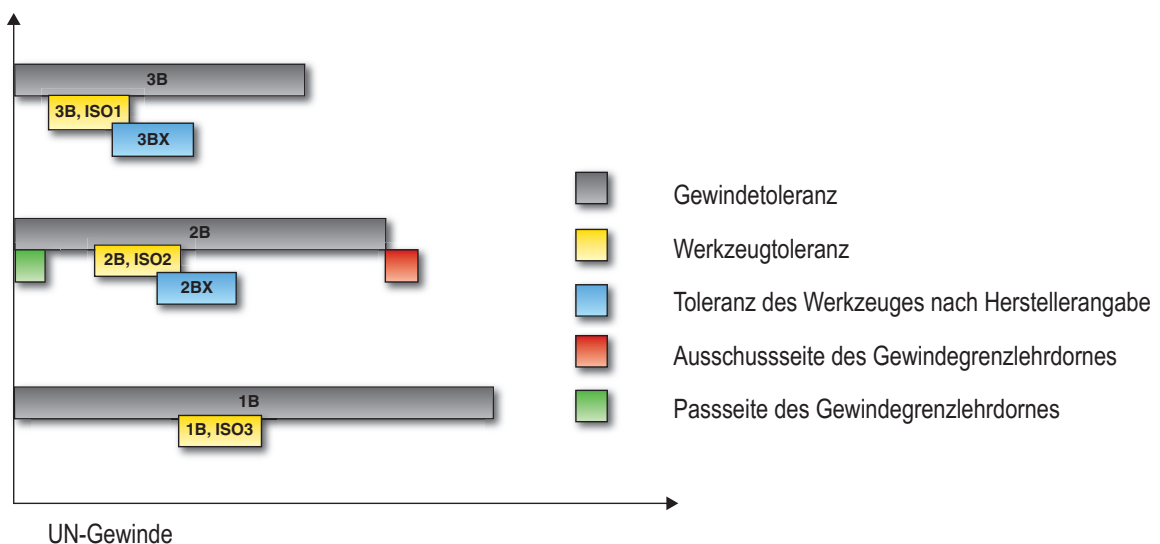 3B
3B, ISO1
3BX
2B
2B, ISO2
2BX
1B
1B, ISO3
UN-Gewinde
Gewindetoleranz
Werkzeugtoleranz
Toleranz des Werkzeuges nach Herstellerangabe
Ausschussseite des Gewindegrenzlehrdornes
Passseite des Gewindegrenzlehrdornes